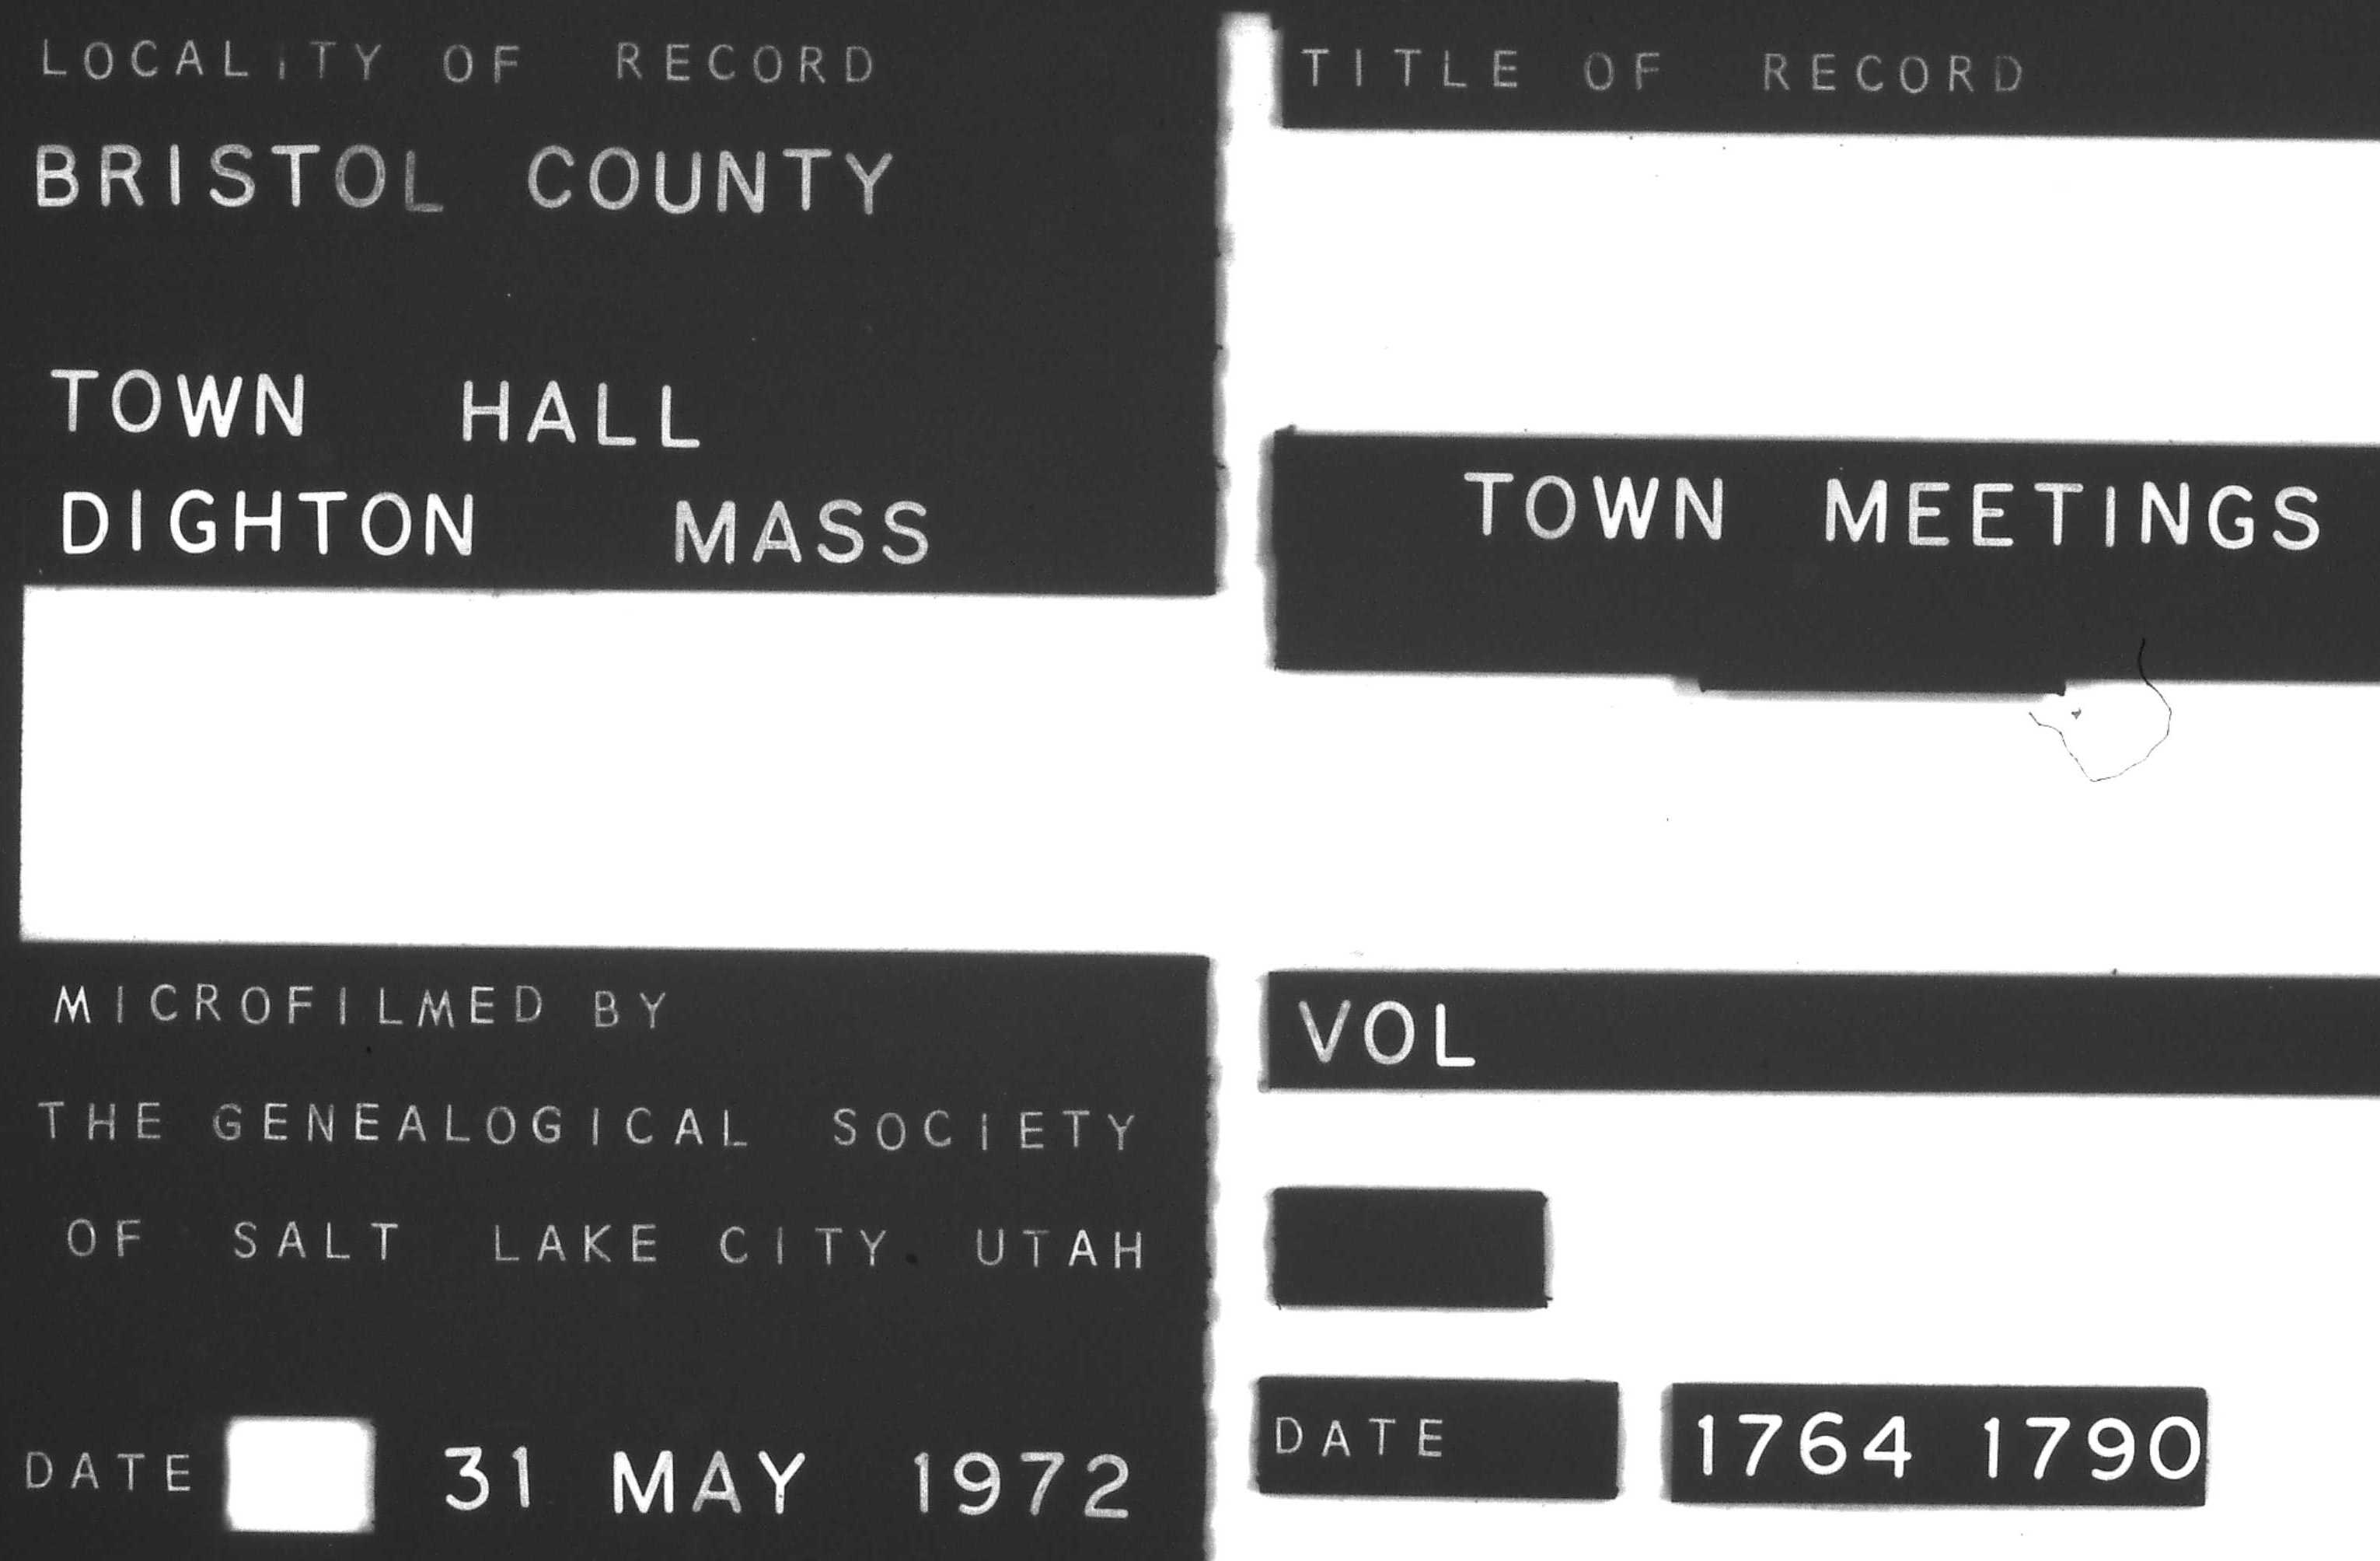 LOCALITY OF RECORD
BRISTOL COUNTY
TOWN HALL
DIGHTON MASS
MICROFILMED BY
THE GENEALOGICAL SOCIETY
OF SALT LAKE CITY UTAH
DATE 31 MAY 1972
TITLE OF RECORD
TOWN MEETINGS
VOL
DATE 1764 1790